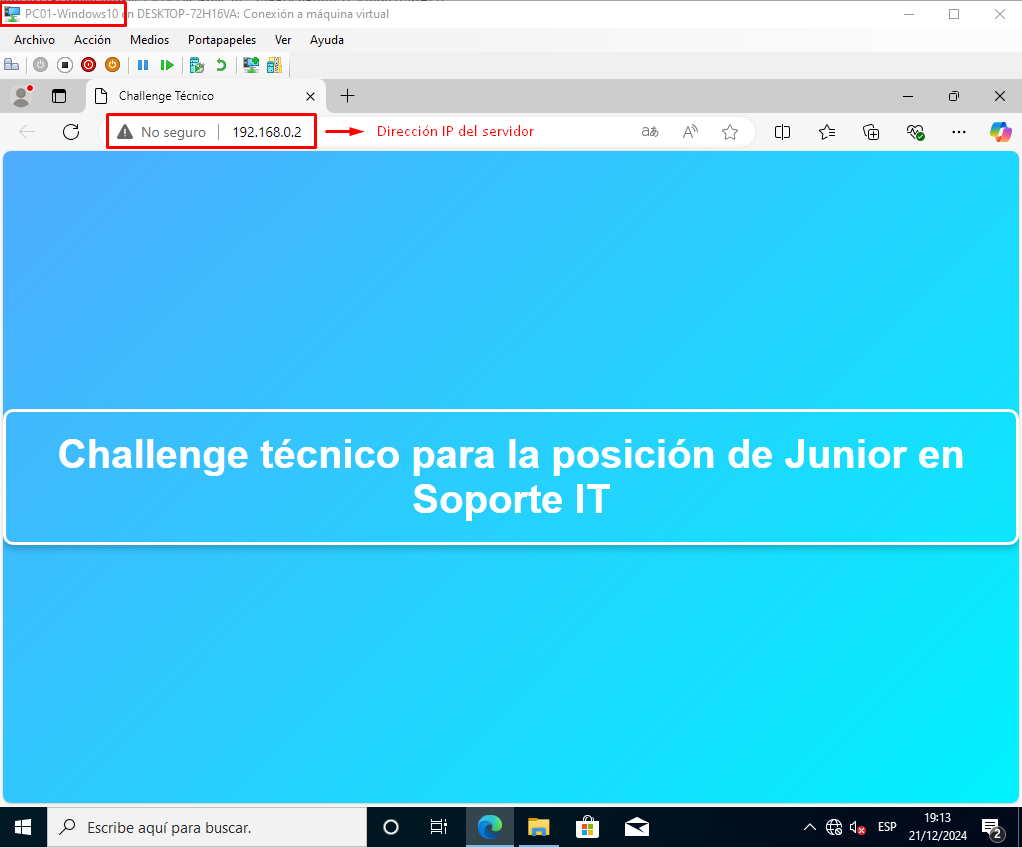 PC01-Windows10 en DESKTOP-72H16VA: Conexión a máquina virtual
Archivo Acción Medios Portapapeles Ver Ayuda
Challenge Técnico
No seguro 192.168.0.2 Dirección IP del servidor
Challenge técnico para la posición de Junior en
Soporte IT
Escribe aquí para buscar.
ESP
19:13
21/12/2024
2